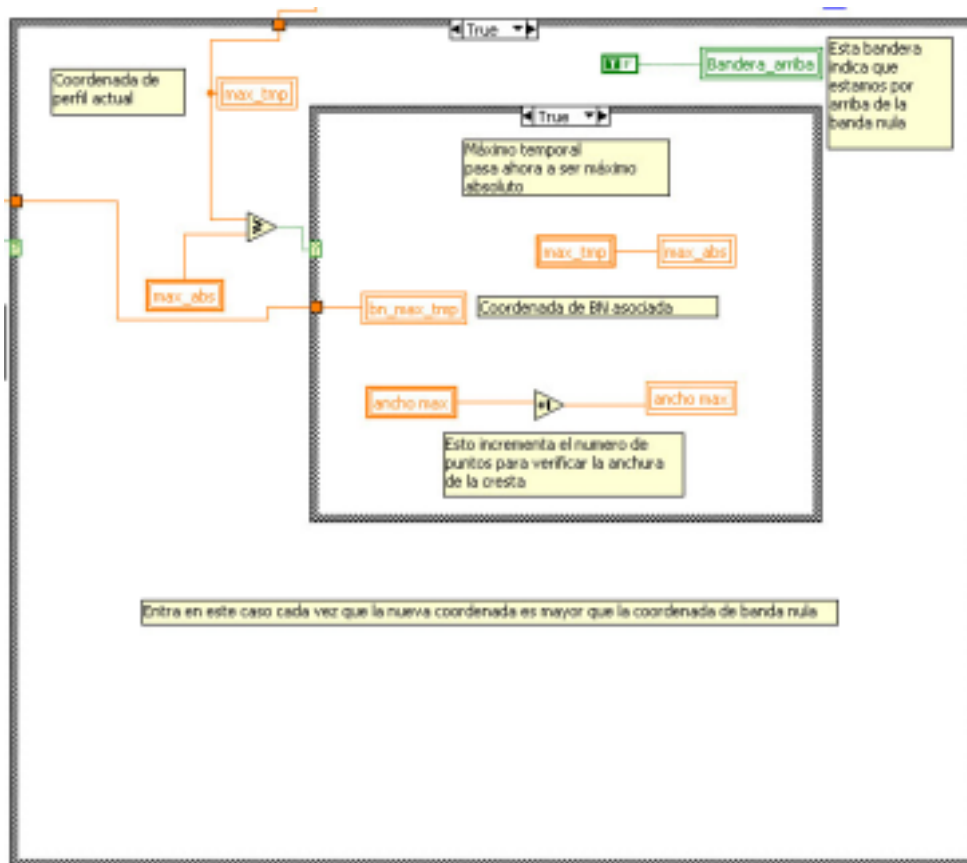 True
Coordenada de
perfil actual
max_tmp
T F
Bandera_arriba
Esta bandera
indica que
estamos por
arriba de la
banda nula
True
Máximo temporal
pasa ahora a ser máximo
absoluto
max_tmp
max_abs
max_abs
bn_max_tmp
Coordenada de BN asociada
ancho max
+1
ancho max
Esto incrementa el numero de
puntos para verificar la anchura
de la cresta
Entra en este caso cada vez que la nueva coordenada es mayor que la coordenada de banda nula